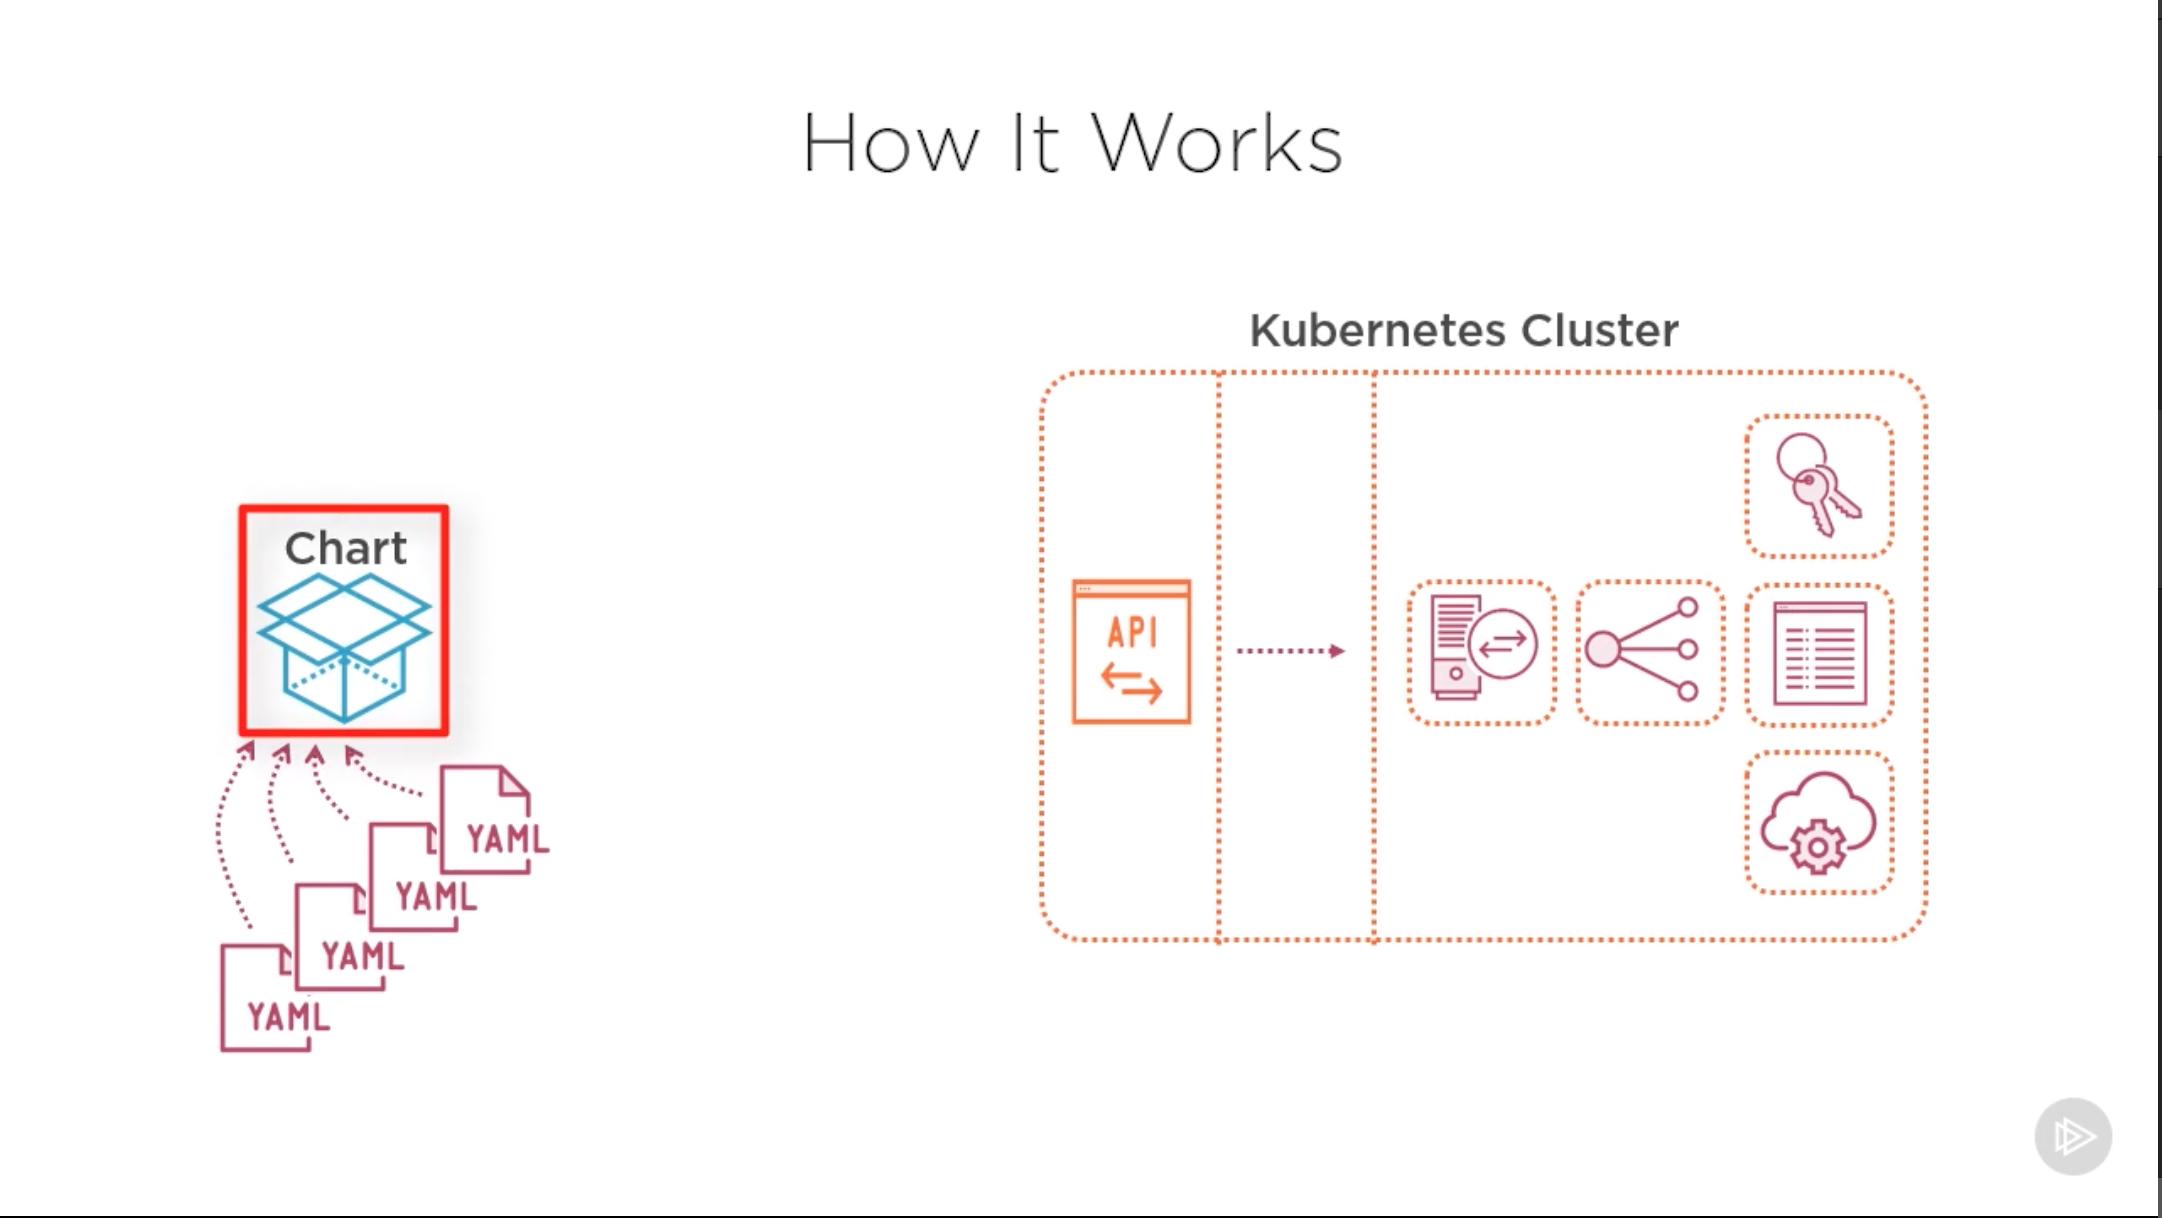 How It Works
Kubernetes Cluster
Chart
API
YAML
YAML
YAML
YAML